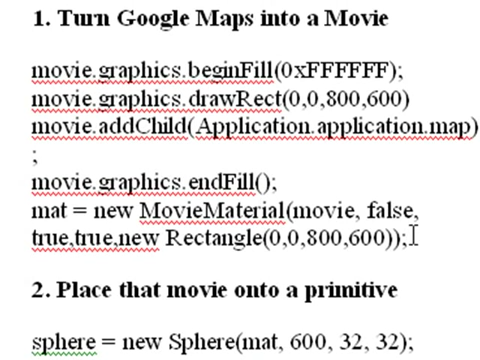 1. Turn Google Maps into a Movie
movie.graphics.beginFill(0xFFFFFF);
movie.graphics.drawRect(0,0,800,600)
movie.addChild(Application.application.map)
;
movie.graphics.endFill();
mat = new MovieMaterial(movie, false,
true,true,new Rectangle(0,0,800,600));
2. Place that movie onto a primitive
sphere = new Sphere(mat, 600, 32, 32);